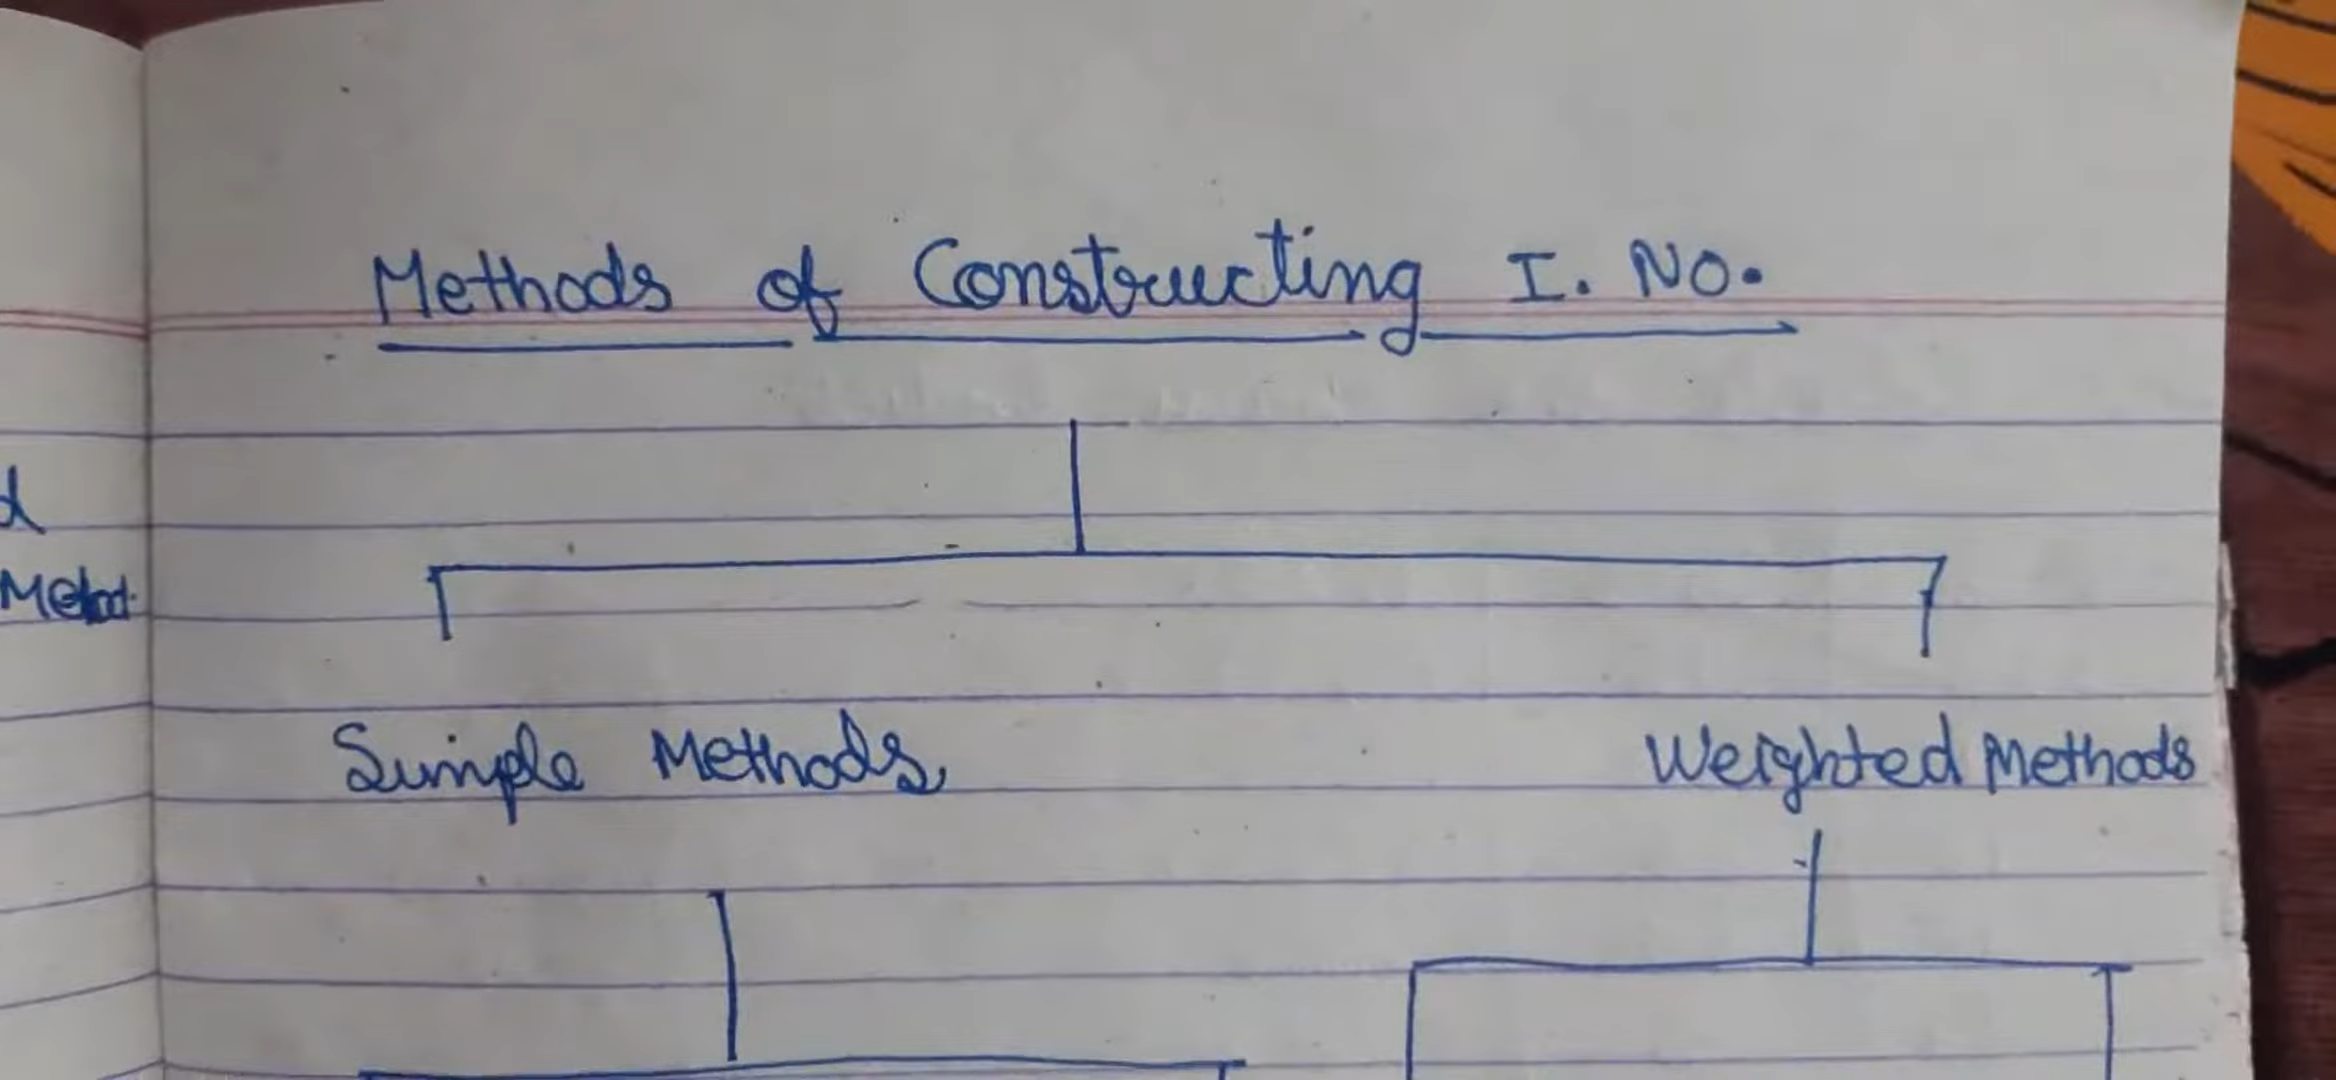 Methods of Constructing I. No.
d
Simple Methods
Weighted Methods